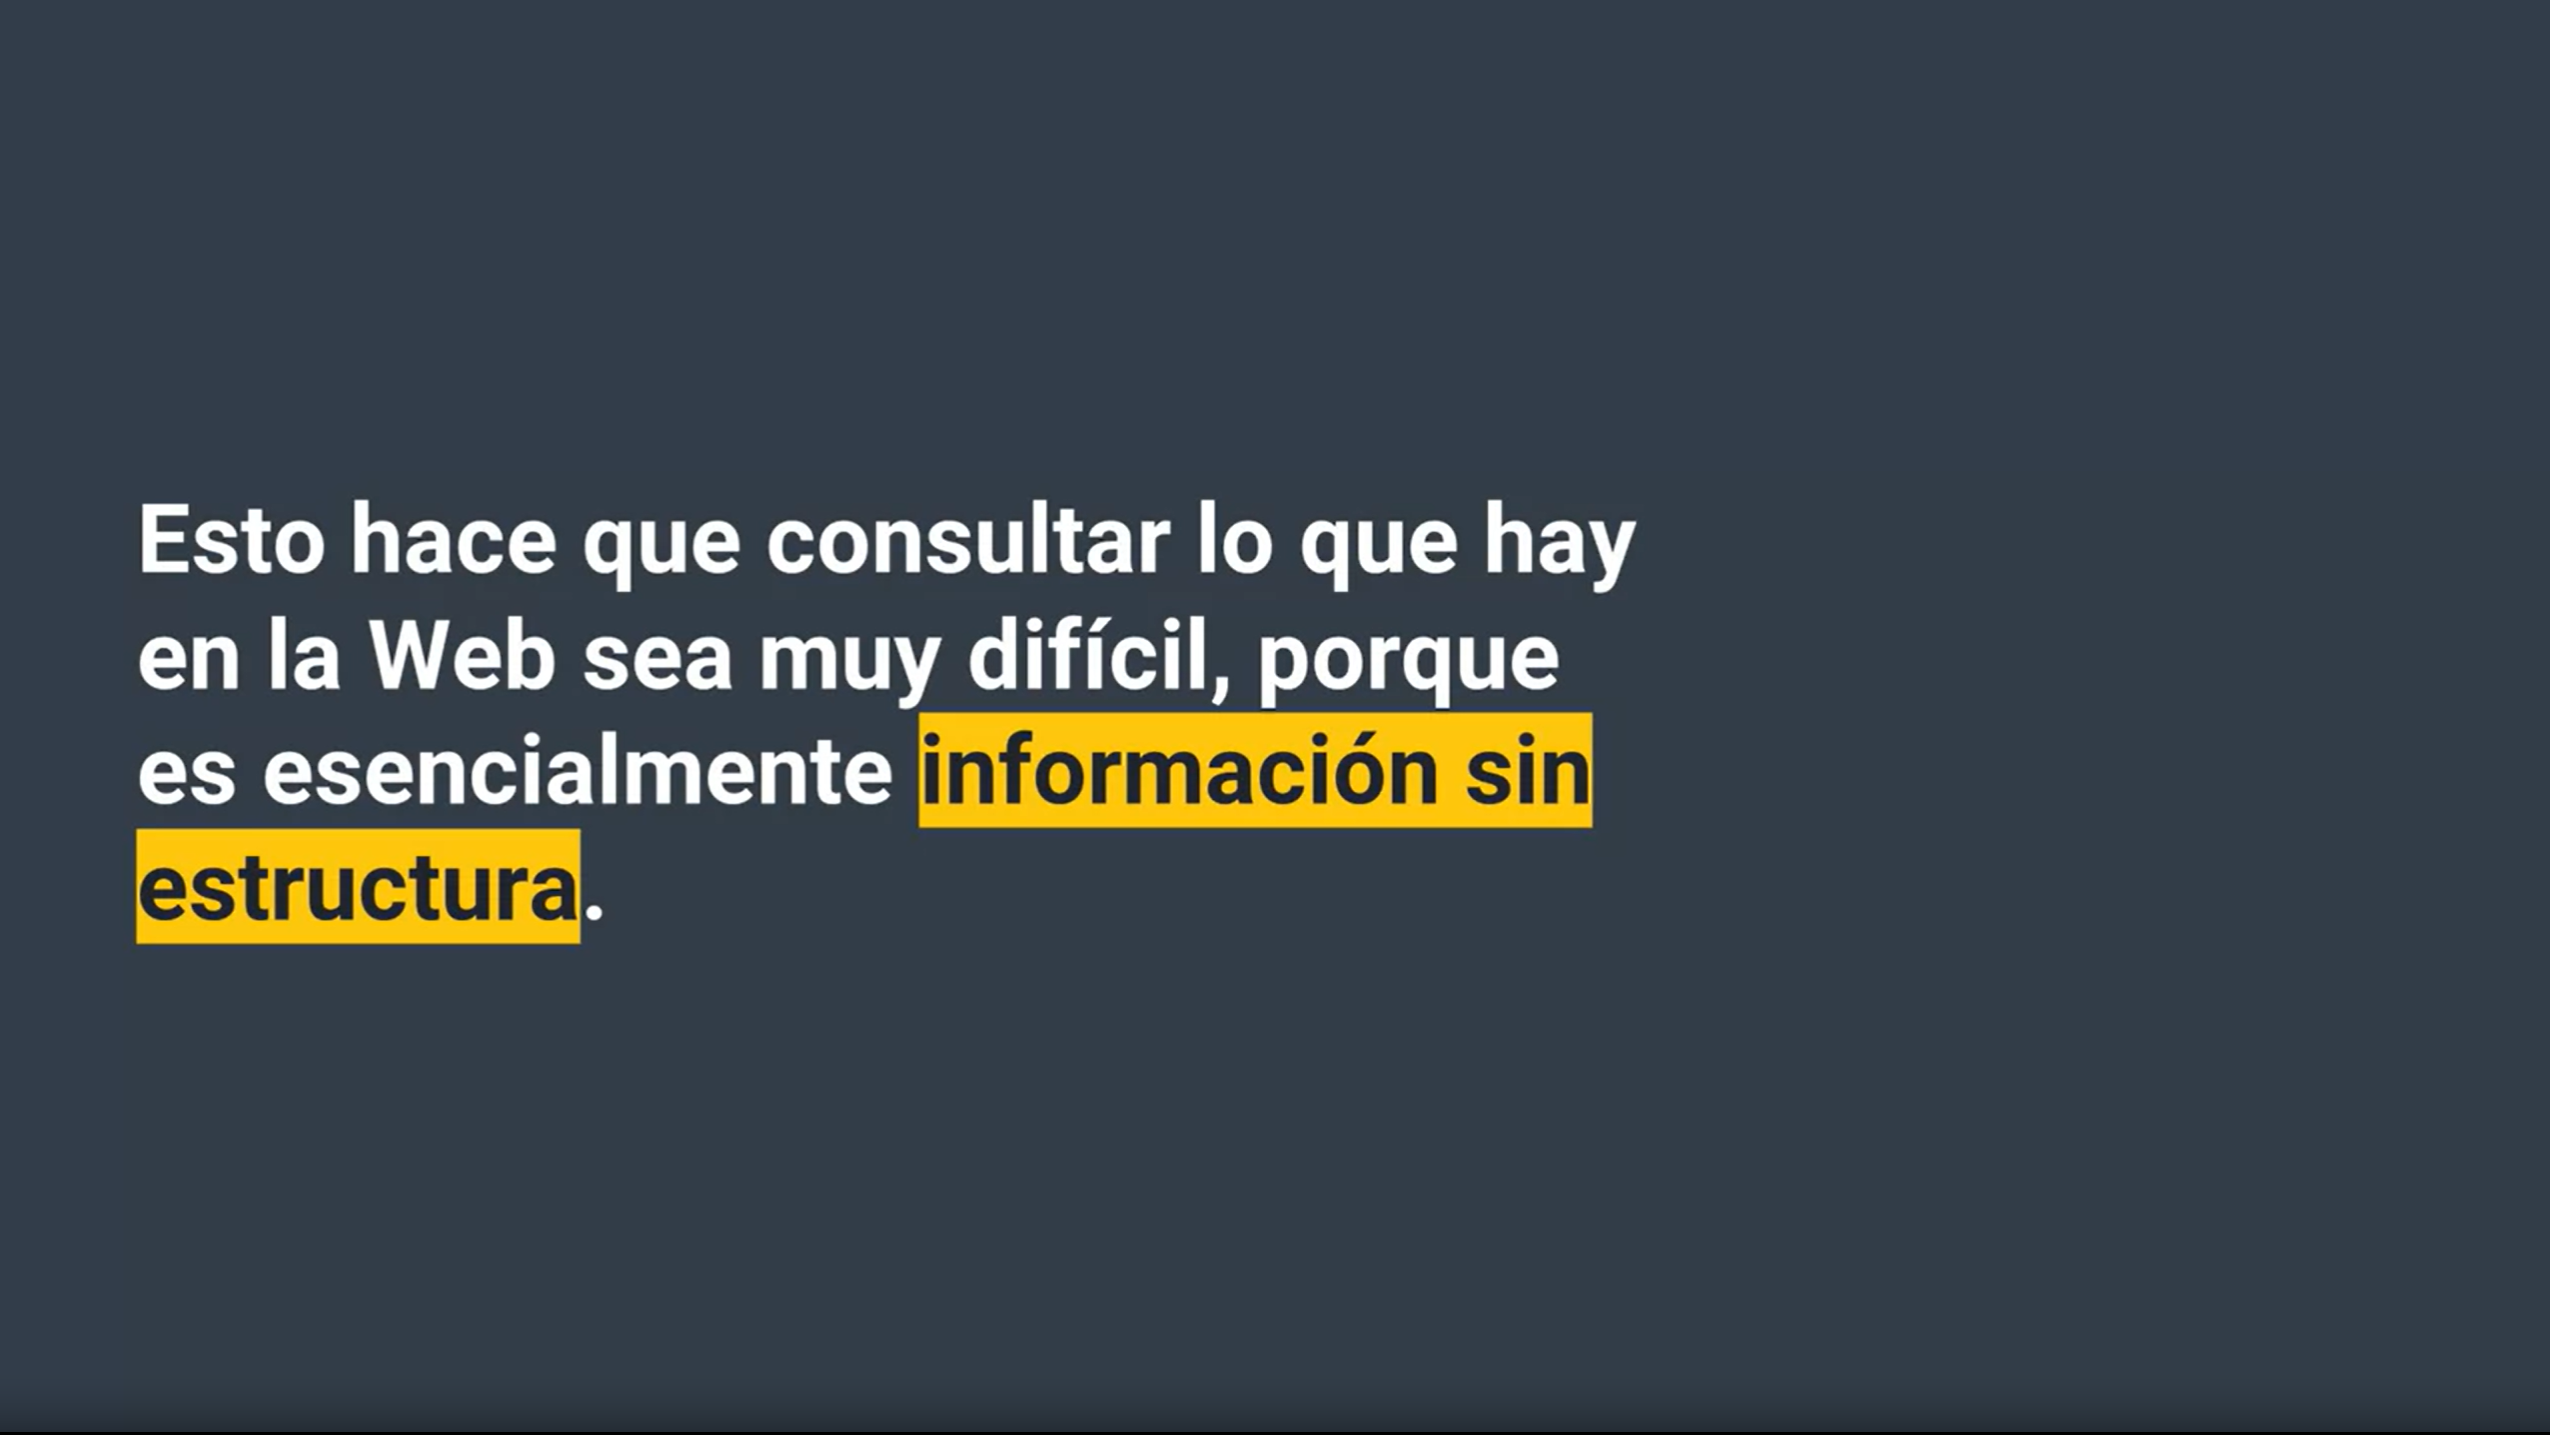 Esto hace que consultar lo que hay
en la Web sea muy difícil, porque
es esencialmente información sin
estructura.